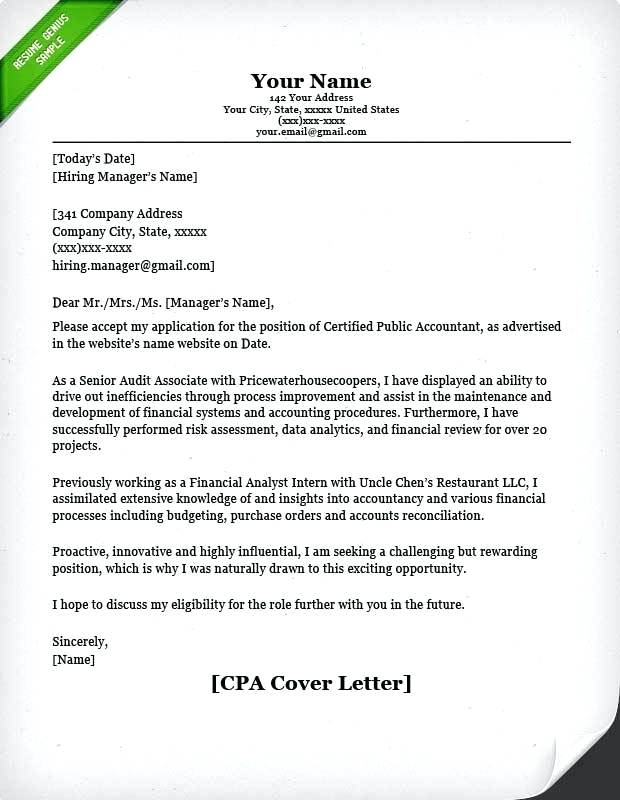 RESUME GENIUS
SAMPLE
Your Name
142 Your Address
Your City, State, xxxxx United States
(xxx)xxx-xxxx
your.email@gmail.com
[Today's Date]
[Hiring Manager's Name]
[341 Company Address
Company City, State, xxxxx
(xxx)xxx-xxxx
hiring.manager@gmail.com]
Dear Mr./Mrs./Ms. [Manager's Name],
Please accept my application for the position of Certified Public Accountant, as advertised
in the website's name website on Date.
As a Senior Audit Associate with Pricewaterhousecoopers, I have displayed an ability to
drive out inefficiencies through process improvement and assist in the maintenance and
development of financial systems and accounting procedures. Furthermore, I have
successfully performed risk assessment, data analytics, and financial review for over 20
projects.
Previously working as a Financial Analyst Intern with Uncle Chen's Restaurant LLC, I
assimilated extensive knowledge of and insights into accountancy and various financial
processes including budgeting, purchase orders and accounts reconciliation.
Proactive, innovative and highly influential, I am seeking a challenging but rewarding
position, which is why I was naturally drawn to this exciting opportunity.
I hope to discuss my eligibility for the role further with you in the future.
Sincerely,
[Name]
[CPA Cover Letter]